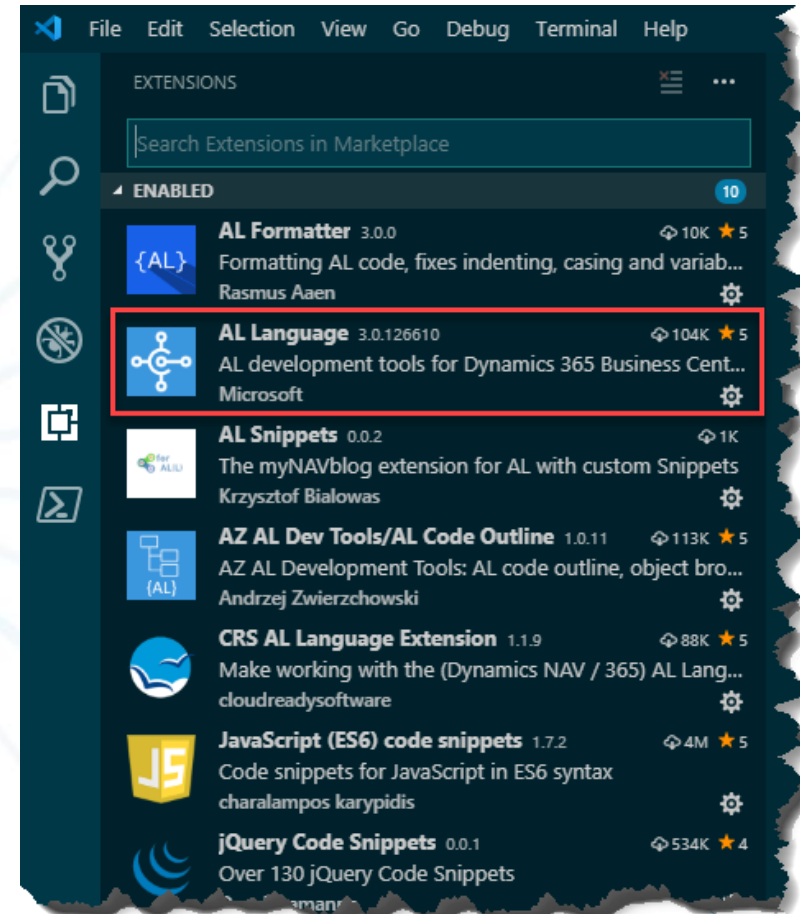 File Edit Selection View Go Debug Terminal Help
EXTENSIONS
Search Extensions in Marketplace
ENABLED 10
AL Formatter 3.0.0 10K 5
{AL}
Formatting AL code, fixes indenting, casing and variab...
Rasmus Aaen
AL Language 3.0.126610 104K 5
AL development tools for Dynamics 365 Business Cent...
Microsoft
AL Snippets 0.0.2 1K
for
The myNAVblog extension for AL with custom Snippets
Krzysztof Bialowas
AZ AL Dev Tools/AL Code Outline 1.0.11 113K 5
AZ AL Development Tools: AL code outline, object bro...
{AL}
Andrzej Zwierzchowski
CRS AL Language Extension 1.1.9 88K 5
Make working with the (Dynamics NAV / 365) AL Lang...
cloudreadysoftware
JavaScript (ES6) code snippets 1.7.2 4M 5
JS
Code snippets for JavaScript in ES6 syntax
charalampos karypidis
jQuery Code Snippets 0.0.1 534K 4
Over 130 jQuery Code Snippets